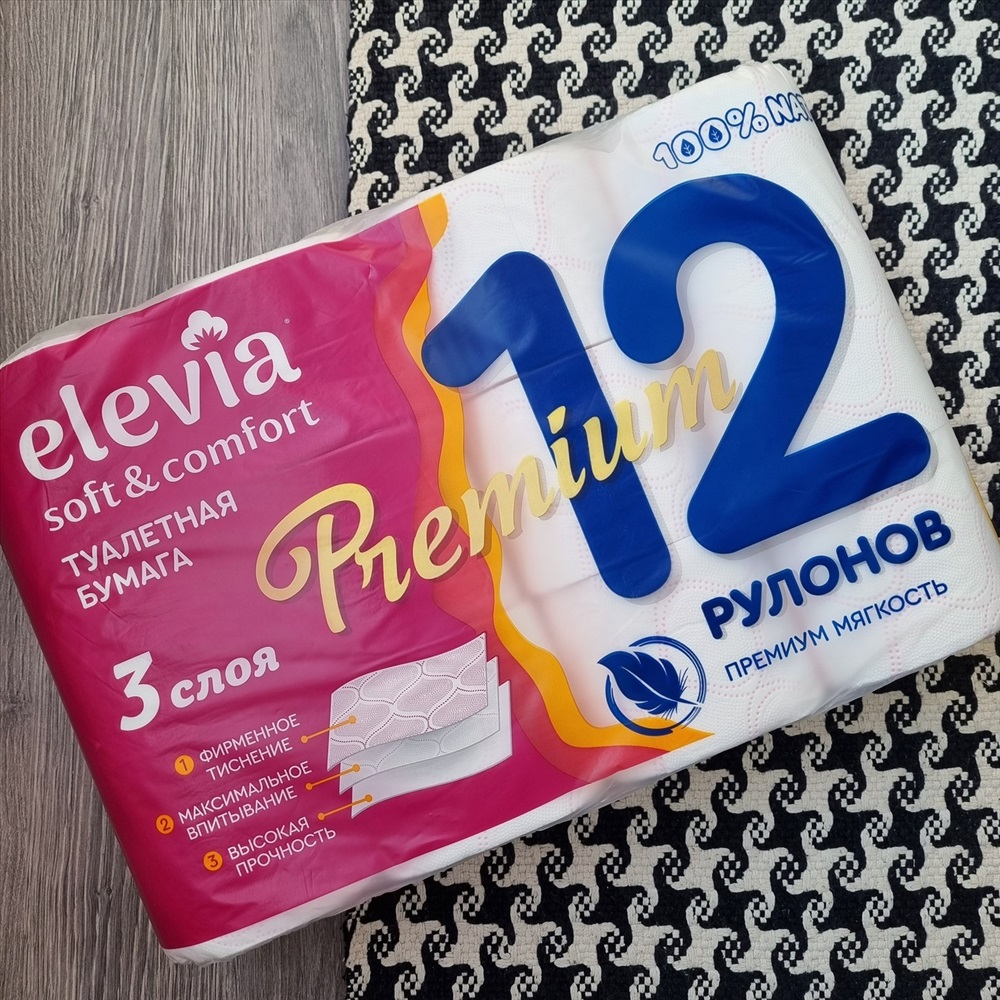 elevia
soft & comfort
ТУАЛЕТНАЯ
БУМАГА
Premium
3 слоя
1 ФИРМЕННОЕ
ТИСНЕНИЕ
2 МАКСИМАЛЬНОЕ
ВПИТЫВАНИЕ
3 ВЫСОКАЯ
ПРОЧНОСТЬ
100%
12
РУЛОНОВ
ПРЕМИУМ МЯГКОСТЬ